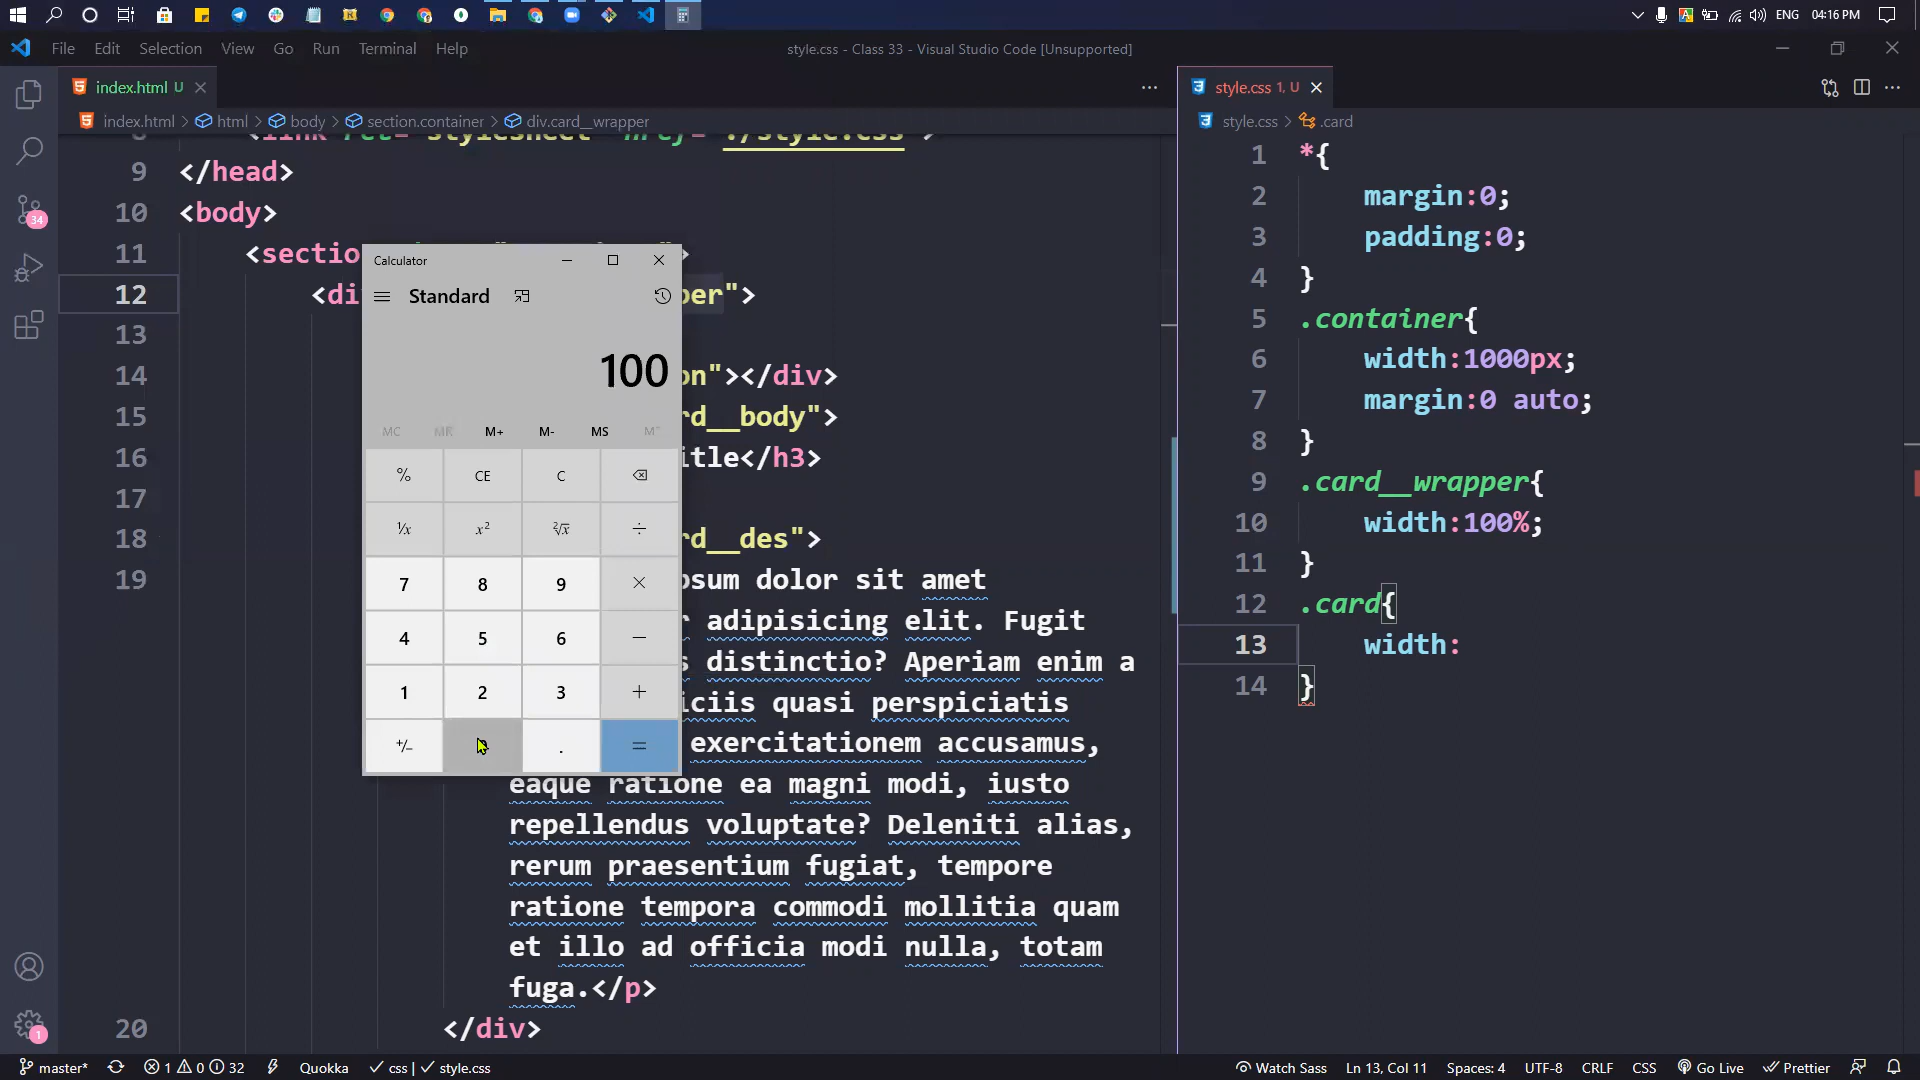 ENG
04:16 PM
File Edit Selection View Go Run Terminal Help
style.css - Class 33 - Visual Studio Code [Unsupported]
index.html U
style.css 1, U
index.html > html > body > section.container > div.card__wrapper
style.css > .card
9 </head>
10 <body>
11 <sectio
12 <di per">
13
14 on"></div>
15 rd__body">
16 itle</h3>
17
18 rd__des">
19 psum dolor sit amet
adipisicing elit. Fugit
distinctio? Aperiam enim a
iciis quasi perspiciatis
exercitationem accusamus,
eaque ratione ea magni modi, iusto
repellendus voluptate? Deleniti alias,
rerum praesentium fugiat, tempore
ratione tempora commodi mollitia quam
et illo ad officia modi nulla, totam
fuga.</p>
20 </div>
Calculator
Standard
100
MC MR M+ M- MS M˅
% CE C
⅟x x² ²√x ÷
7 8 9 ×
4 5 6 −
1 2 3 +
+/− . =
1 *{
2 margin:0;
3 padding:0;
4 }
5 .container{
6 width:1000px;
7 margin:0 auto;
8 }
9 .card__wrapper{
10 width:100%;
11 }
12 .card{
13 width:
14 }
34
1
master* 1 0 32 Quokka css | style.css
Watch Sass Ln 13, Col 11 Spaces: 4 UTF-8 CRLF CSS Go Live Prettier